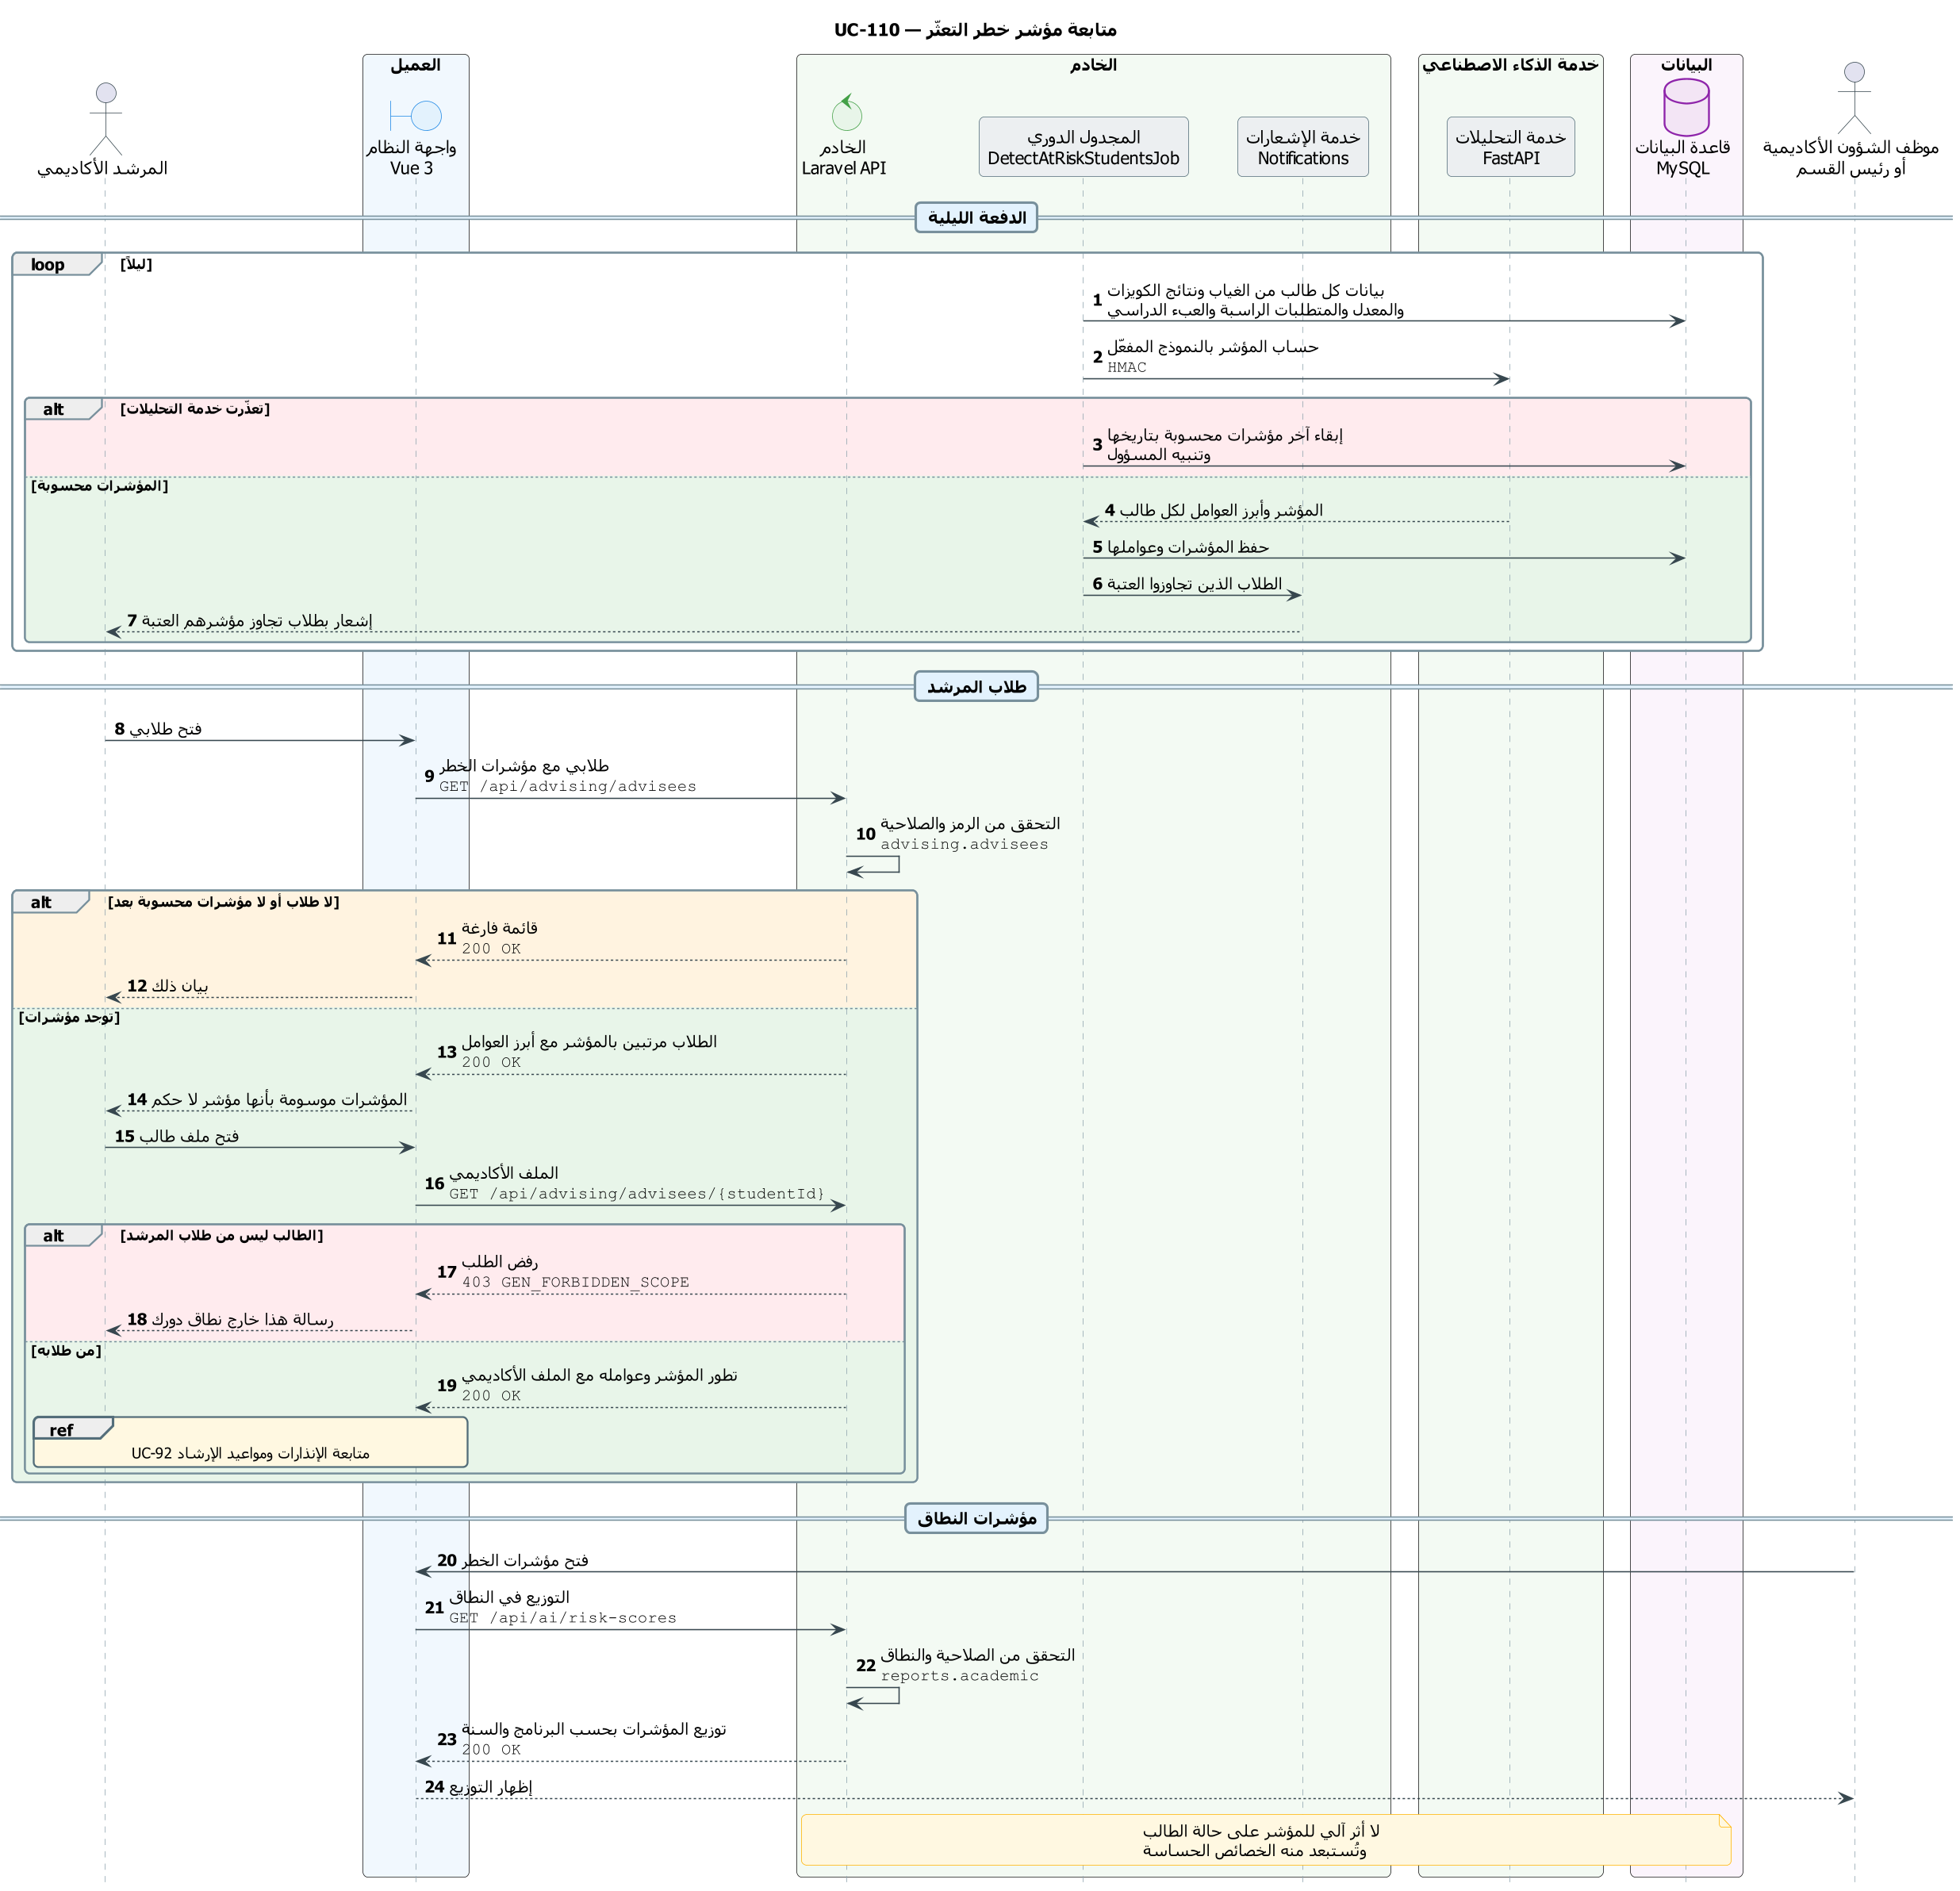 UC-110 — متابعة مؤشر خطر التعثّر
العميل
الخادم
خدمة الذكاء الاصطناعي
البيانات
المرشد الأكاديمي
واجهة النظام
Vue 3
الخادم
Laravel API
المجدول الدوري
DetectAtRiskStudentsJob
خدمة الإشعارات
Notifications
خدمة التحليلات
FastAPI
قاعدة البيانات
MySQL
موظف الشؤون الأكاديمية
أو رئيس القسم
الدفعة الليلية
loop [ليلاً]
1 بيانات كل طالب من الغياب ونتائج الكويزات
والمعدل والمتطلبات الراسبة والعبء الدراسي
2 حساب المؤشر بالنموذج المفعّل
HMAC
alt [تعذّرت خدمة التحليلات]
3 إبقاء آخر مؤشرات محسوبة بتاريخها
وتنبيه المسؤول
[المؤشرات محسوبة]
4 المؤشر وأبرز العوامل لكل طالب
5 حفظ المؤشرات وعواملها
6 الطلاب الذين تجاوزوا العتبة
7 إشعار بطلاب تجاوز مؤشرهم العتبة
طلاب المرشد
8 فتح طلابي
9 طلابي مع مؤشرات الخطر
GET /api/advising/advisees
10 التحقق من الرمز والصلاحية
advising.advisees
alt [لا طلاب أو لا مؤشرات محسوبة بعد]
11 قائمة فارغة
200 OK
12 بيان ذلك
[توجد مؤشرات]
13 الطلاب مرتبين بالمؤشر مع أبرز العوامل
200 OK
14 المؤشرات موسومة بأنها مؤشر لا حكم
15 فتح ملف طالب
16 الملف الأكاديمي
GET /api/advising/advisees/{studentId}
alt [الطالب ليس من طلاب المرشد]
17 رفض الطلب
403 GEN_FORBIDDEN_SCOPE
18 رسالة هذا خارج نطاق دورك
[من طلابه]
19 تطور المؤشر وعوامله مع الملف الأكاديمي
200 OK
ref
UC-92 متابعة الإنذارات ومواعيد الإرشاد
مؤشرات النطاق
20 فتح مؤشرات الخطر
21 التوزيع في النطاق
GET /api/ai/risk-scores
22 التحقق من الصلاحية والنطاق
reports.academic
23 توزيع المؤشرات بحسب البرنامج والسنة
200 OK
24 إظهار التوزيع
لا أثر آلي للمؤشر على حالة الطالب
وتُستبعد منه الخصائص الحساسة